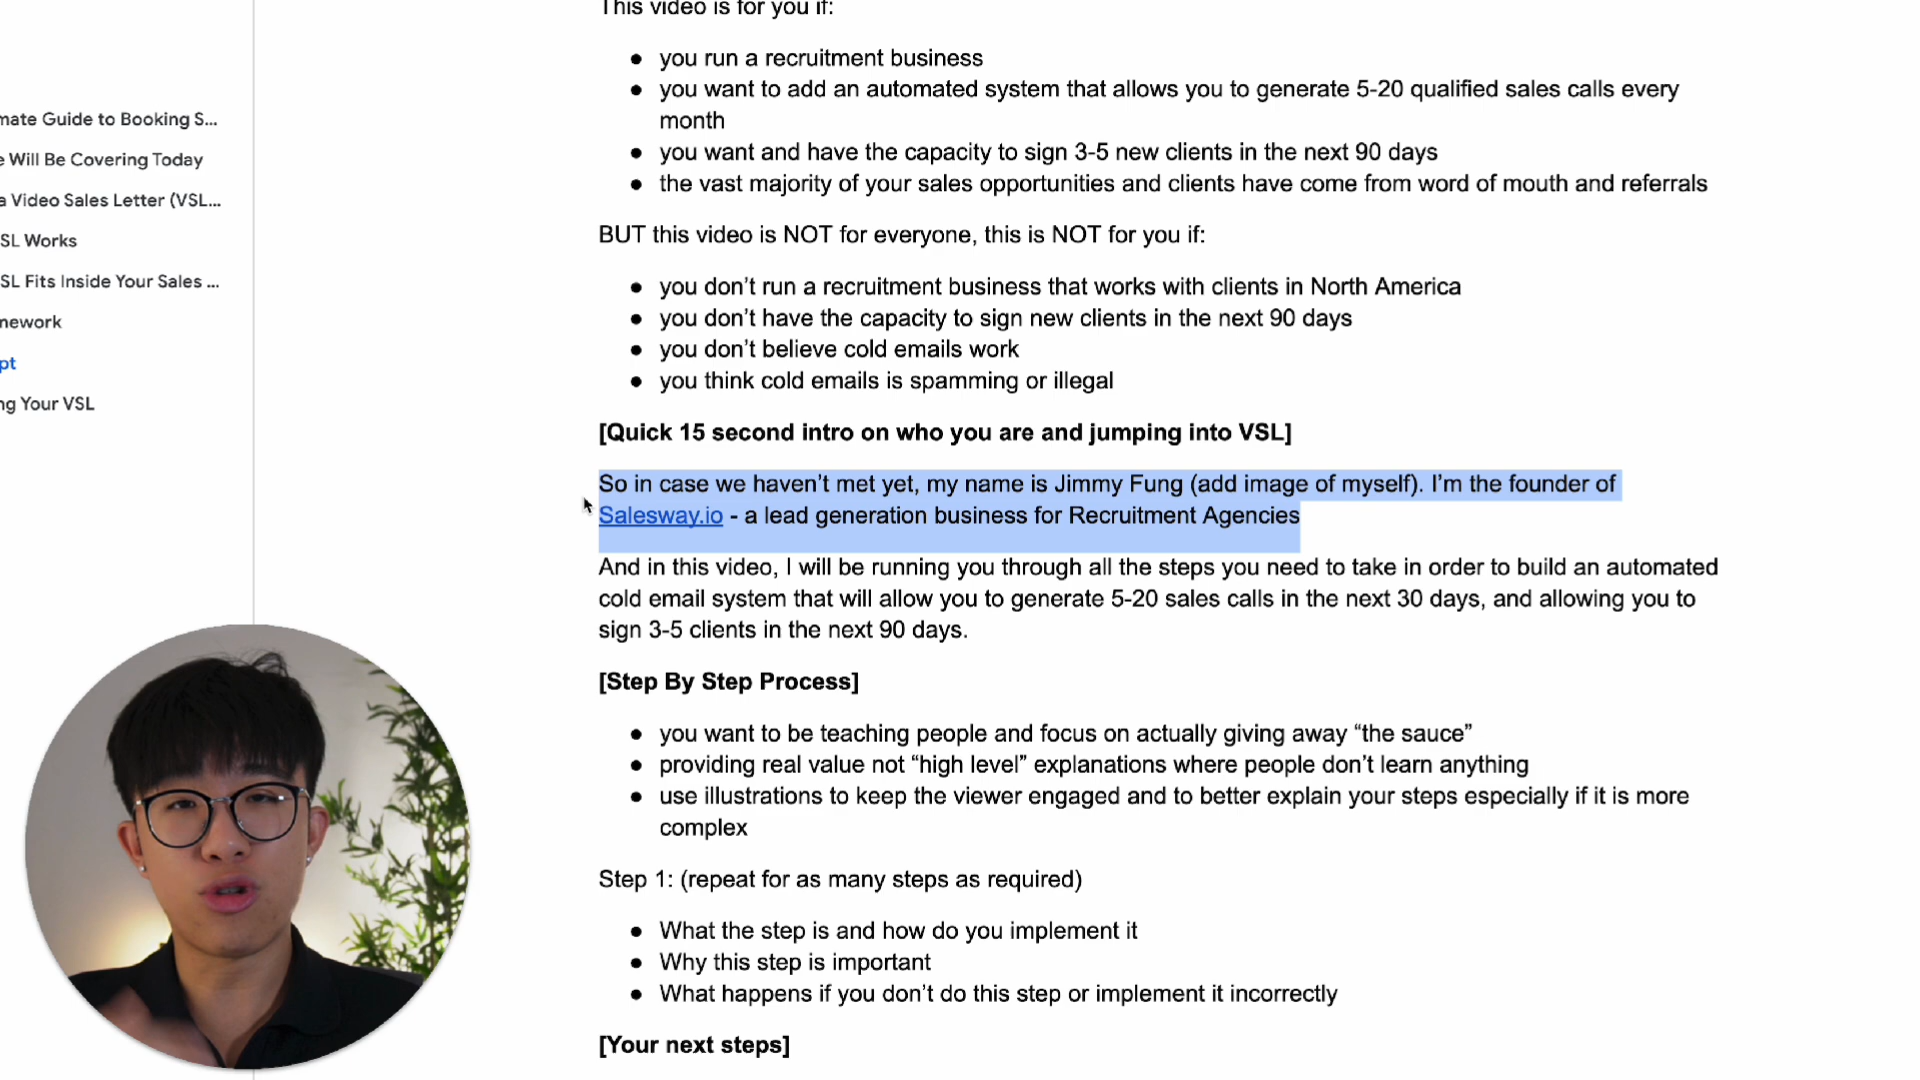 This video is for you if:
● you run a recruitment business
● you want to add an automated system that allows you to generate 5-20 qualified sales calls every
month
● you want and have the capacity to sign 3-5 new clients in the next 90 days
● the vast majority of your sales opportunities and clients have come from word of mouth and referrals
BUT this video is NOT for everyone, this is NOT for you if:
● you don’t run a recruitment business that works with clients in North America
● you don’t have the capacity to sign new clients in the next 90 days
● you don’t believe cold emails work
● you think cold emails is spamming or illegal
[Quick 15 second intro on who you are and jumping into VSL]
So in case we haven’t met yet, my name is Jimmy Fung (add image of myself). I’m the founder of
Salesway.io - a lead generation business for Recruitment Agencies
And in this video, I will be running you through all the steps you need to take in order to build an automated
cold email system that will allow you to generate 5-20 sales calls in the next 30 days, and allowing you to
sign 3-5 clients in the next 90 days.
[Step By Step Process]
● you want to be teaching people and focus on actually giving away “the sauce”
● providing real value not “high level” explanations where people don’t learn anything
● use illustrations to keep the viewer engaged and to better explain your steps especially if it is more
complex
Step 1: (repeat for as many steps as required)
● What the step is and how do you implement it
● Why this step is important
● What happens if you don’t do this step or implement it incorrectly
[Your next steps]
mate Guide to Booking S...
e Will Be Covering Today
a Video Sales Letter (VSL...
SL Works
SL Fits Inside Your Sales ...
nework
pt
ng Your VSL